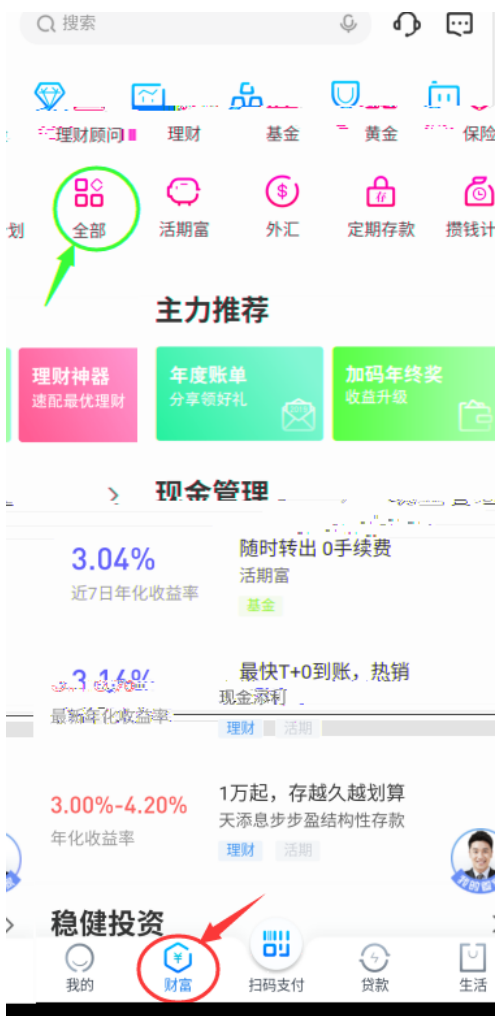 搜索
理财顾问 理财 基金 黄金 保险
划 全部 活期富 外汇 定期存款 攒钱计
主力推荐
理财神器 年度账单 加码年终奖
速配最优理财 分享领好礼 收益升级
现金管理
3.04% 随时转出 0手续费
近7日年化收益率 活期富
基金
最快T+0到账，热销
现金添利
最新年化收益率
理财 活期
3.00%-4.20% 1万起，存越久越划算
年化收益率 天添息步步盈结构性存款
理财 活期
稳健投资
我的 财富 扫码支付 贷款 生活